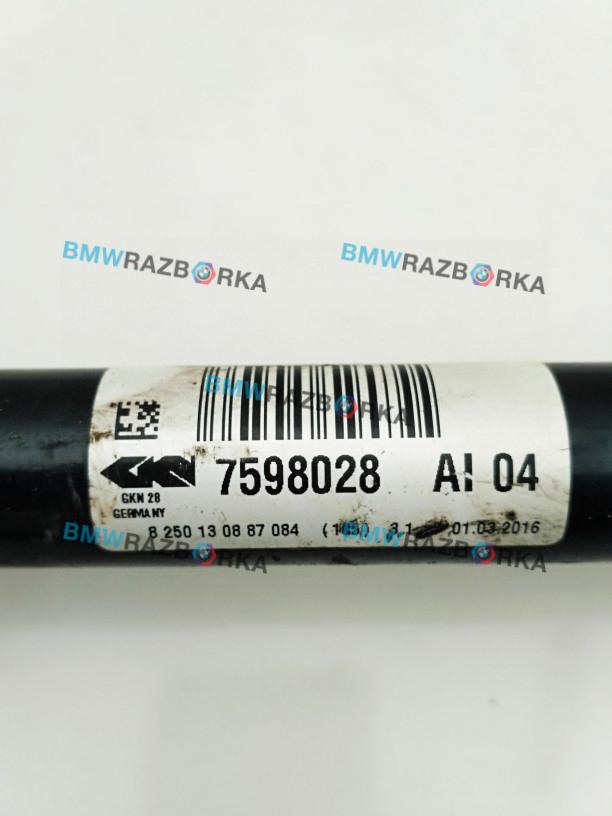 BMWRAZBORKA BMWRAZBORKA
BMWRAZBORKA
GKN 7598028 AI 04
GKN 28
GERMANY
8 250 13 08 87 084 01.03.2016
BMWRAZBORKA BMWRAZBORKA